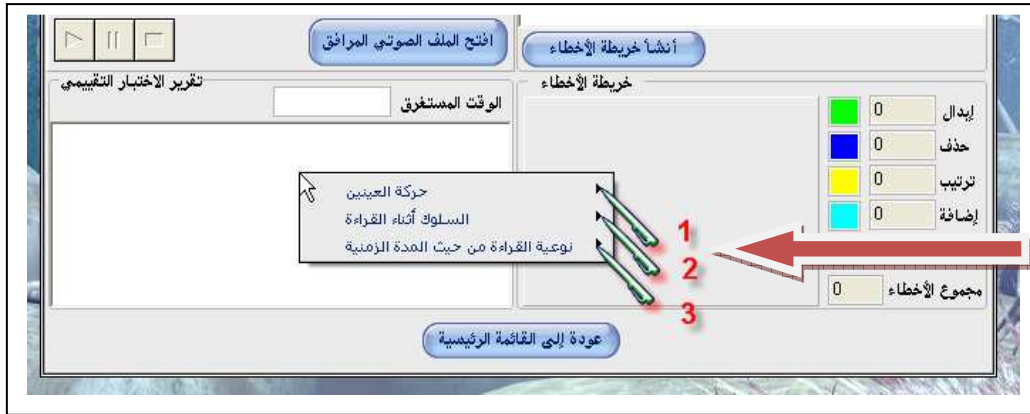 أنشأ خريطة الأخطاء
افتح الملف الصوتي المرافق
خريطة الأخطاء
إبدال 0
حذف 0
ترتيب 0
إضافة 0
مجموع الأخطاء 0
تقرير الاختبار التقييمي
الوقت المستغرق
حركة العينين
السلوك أثناء القراءة
نوعية القراءة من حيث المدة الزمنية
1
2
3
عودة إلى القائمة الرئيسية